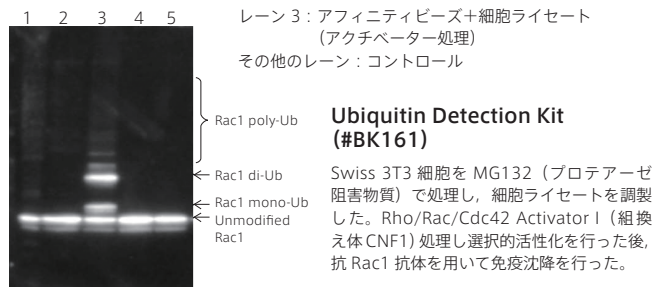 1 2 3 4 5
レーン 3：アフィニティビーズ＋細胞ライセート
（アクチベーター処理）
その他のレーン：コントロール
Rac1 poly-Ub
Rac1 di-Ub
Rac1 mono-Ub
Unmodified
Rac1
Ubiquitin Detection Kit
(#BK161)
Swiss 3T3 細胞を MG132（プロテアーゼ
阻害物質）で処理し，細胞ライセートを調製
した。Rho/Rac/Cdc42 Activator I（組換
え体 CNF1）処理し選択的活性化を行った後，
抗 Rac1 抗体を用いて免疫沈降を行った。